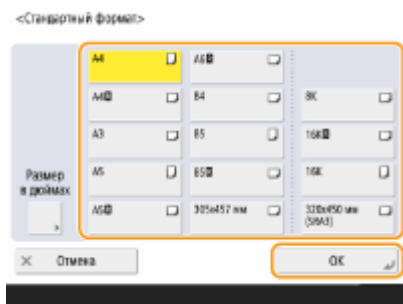 <Стандартный формат>
A4
A6R
A4R
B4
8K
A3
B5
16KR
A5
B5R
16K
Размер
в дюймах
A5R
305x457 мм
320x450 мм
(SRA3)
Отмена
OK